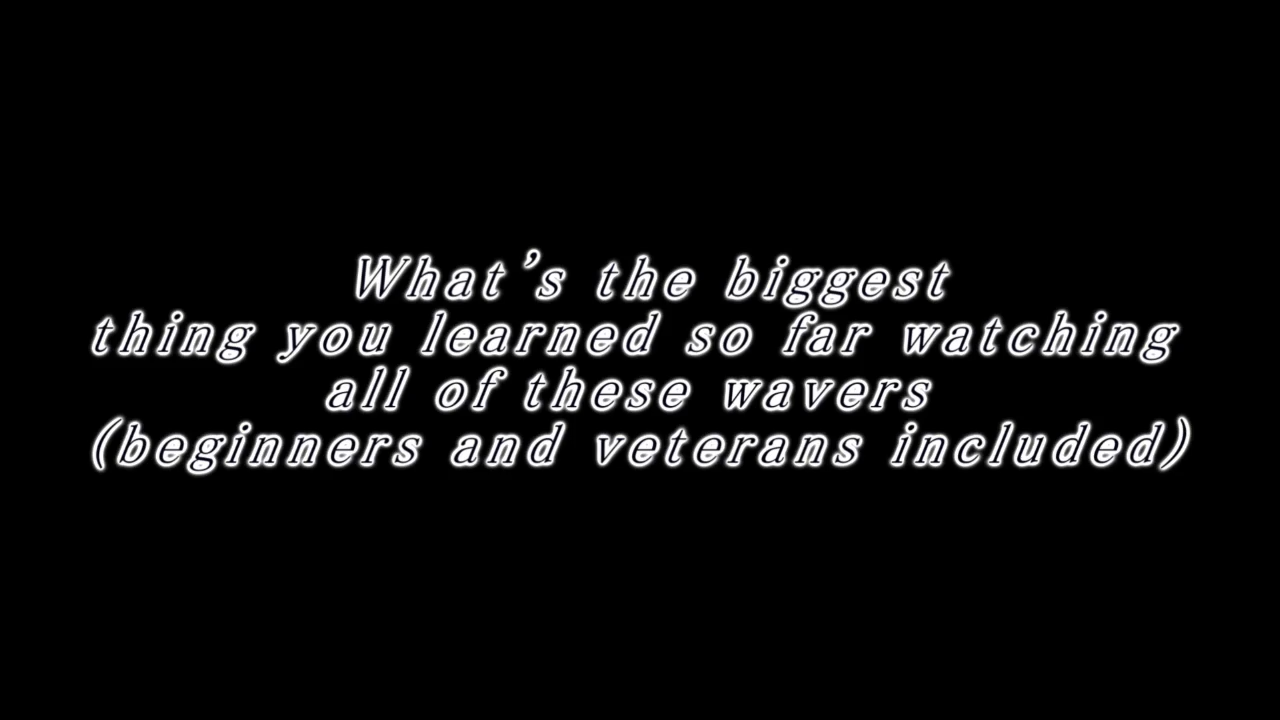 What's the biggest
thing you learned so far watching
all of these wavers
(beginners and veterans included)